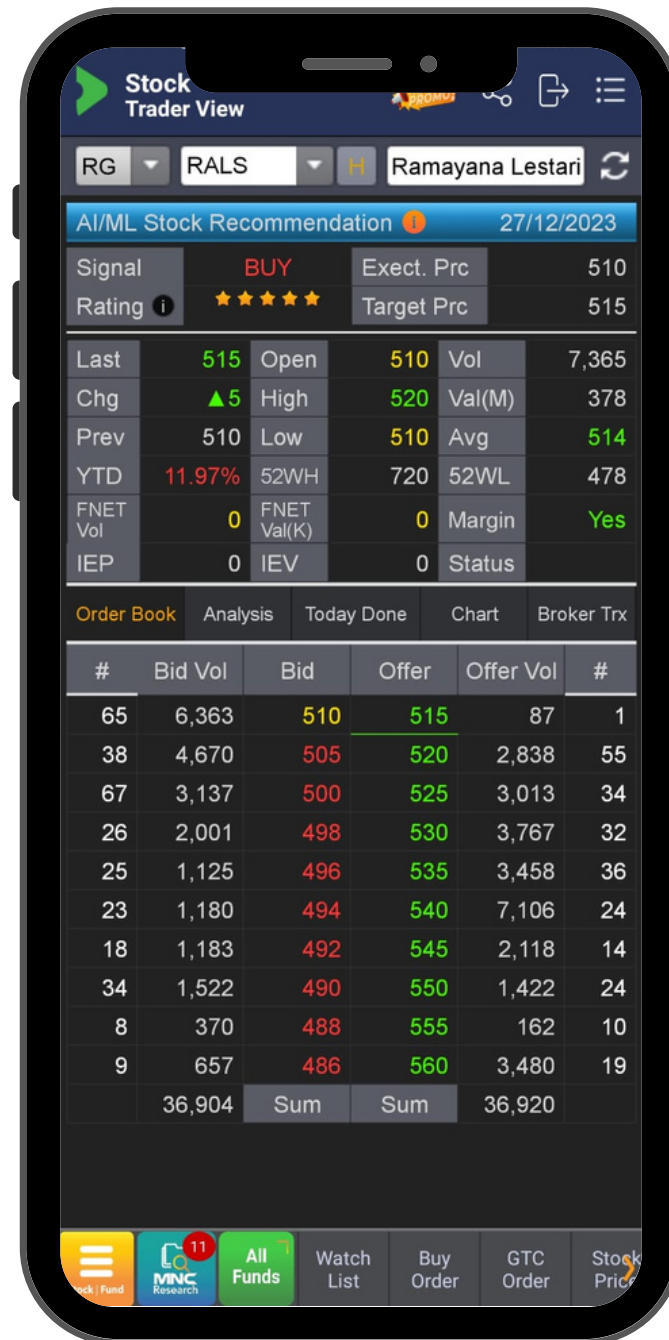 Stock
Trader View
PROMO!
RG RALS H Ramayana Lestari
AI/ML Stock Recommendation i 27/12/2023
Signal BUY Exect. Prc 510
Rating i Target Prc 515
Last 515 Open 510 Vol 7,365
Chg ▲5 High 520 Val(M) 378
Prev 510 Low 510 Avg 514
YTD 11.97% 52WH 720 52WL 478
FNET Vol 0 FNET Val(K) 0 Margin Yes
IEP 0 IEV 0 Status
Order Book Analysis Today Done Chart Broker Trx
# Bid Vol Bid Offer Offer Vol #
65 6,363 510 515 87 1
38 4,670 505 520 2,838 55
67 3,137 500 525 3,013 34
26 2,001 498 530 3,767 32
25 1,125 496 535 3,458 36
23 1,180 494 540 7,106 24
18 1,183 492 545 2,118 14
34 1,522 490 550 1,422 24
8 370 488 555 162 10
9 657 486 560 3,480 19
36,904 Sum Sum 36,920
ock | Fund
11
MNC
Research
All
Funds
Watch
List
Buy
Order
GTC
Order
Stock
Price